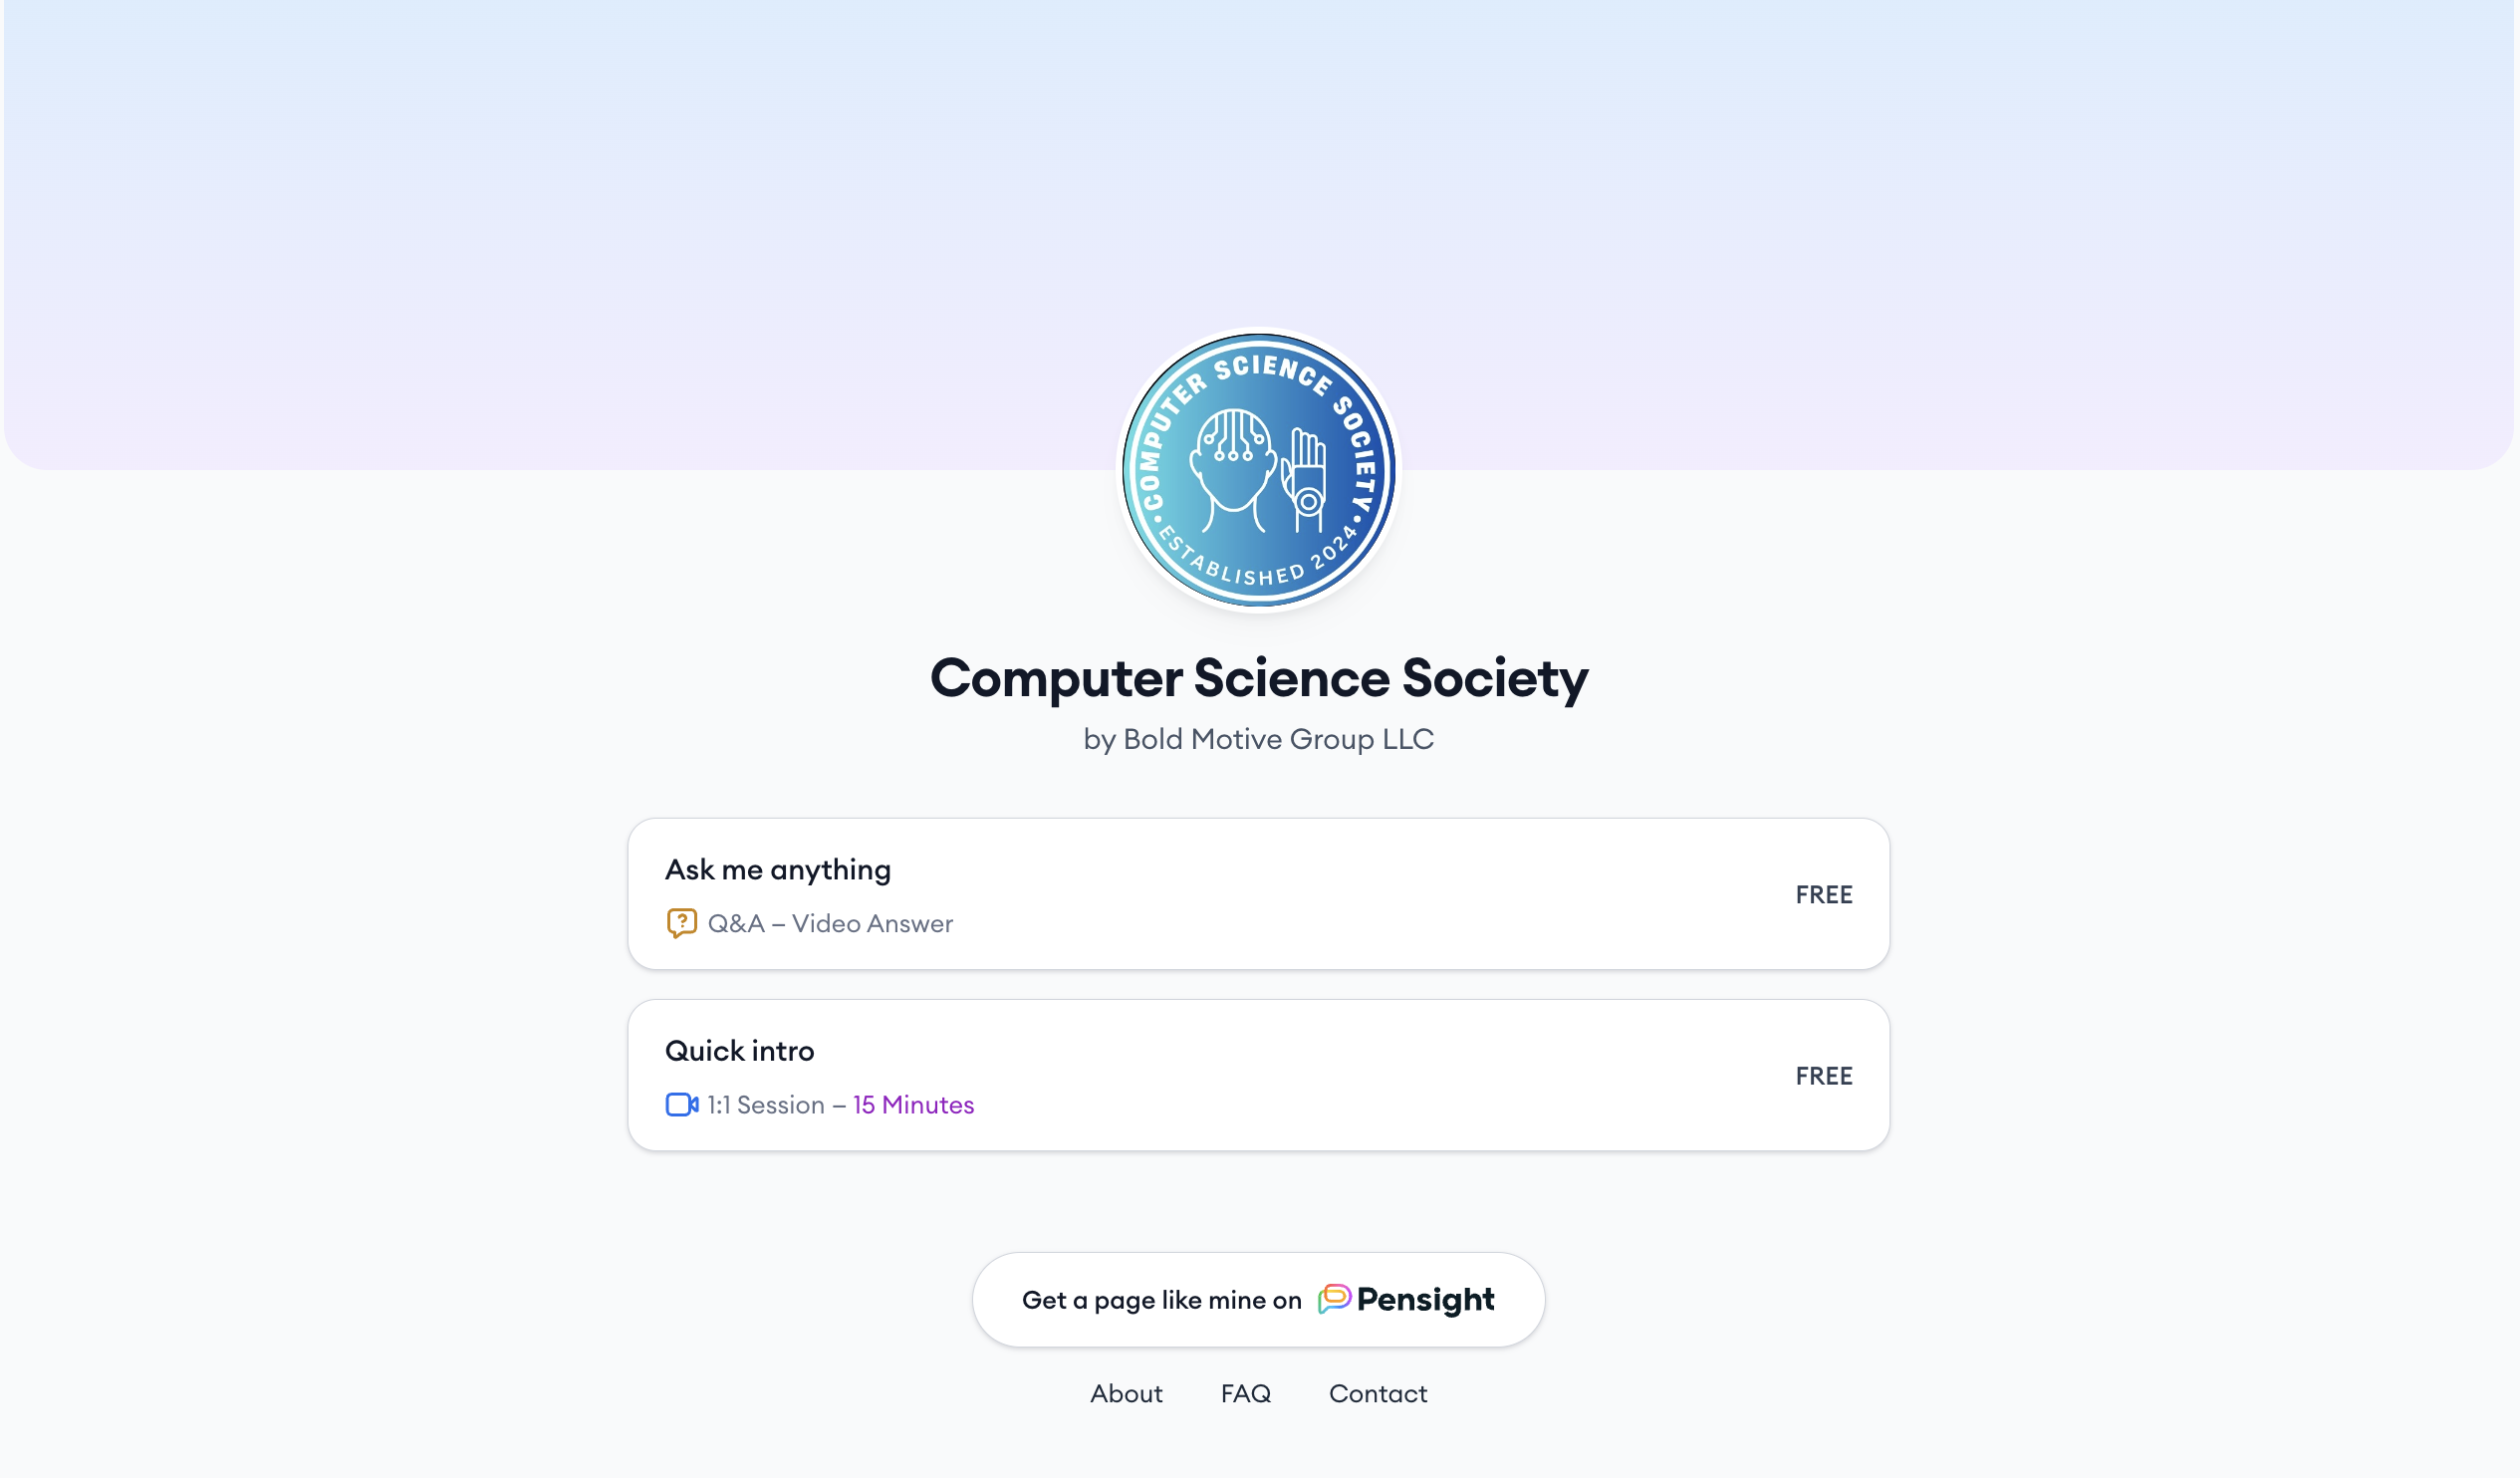 COMPUTER SCIENCE SOCIETY
• ESTABLISHED 2024 •
Computer Science Society
by Bold Motive Group LLC
Ask me anything
Q&A – Video Answer
FREE
Quick intro
1:1 Session – 15 Minutes
FREE
Get a page like mine on Pensight
About FAQ Contact